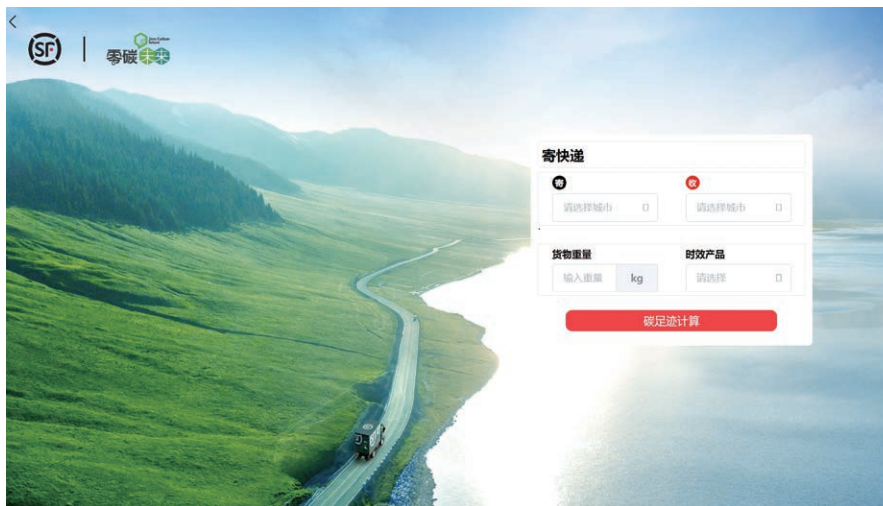 SF
零碳未来
寄快递
寄 收
请选择城市 请选择城市
货物重量 时效产品
输入重量 kg 请选择
碳足迹计算